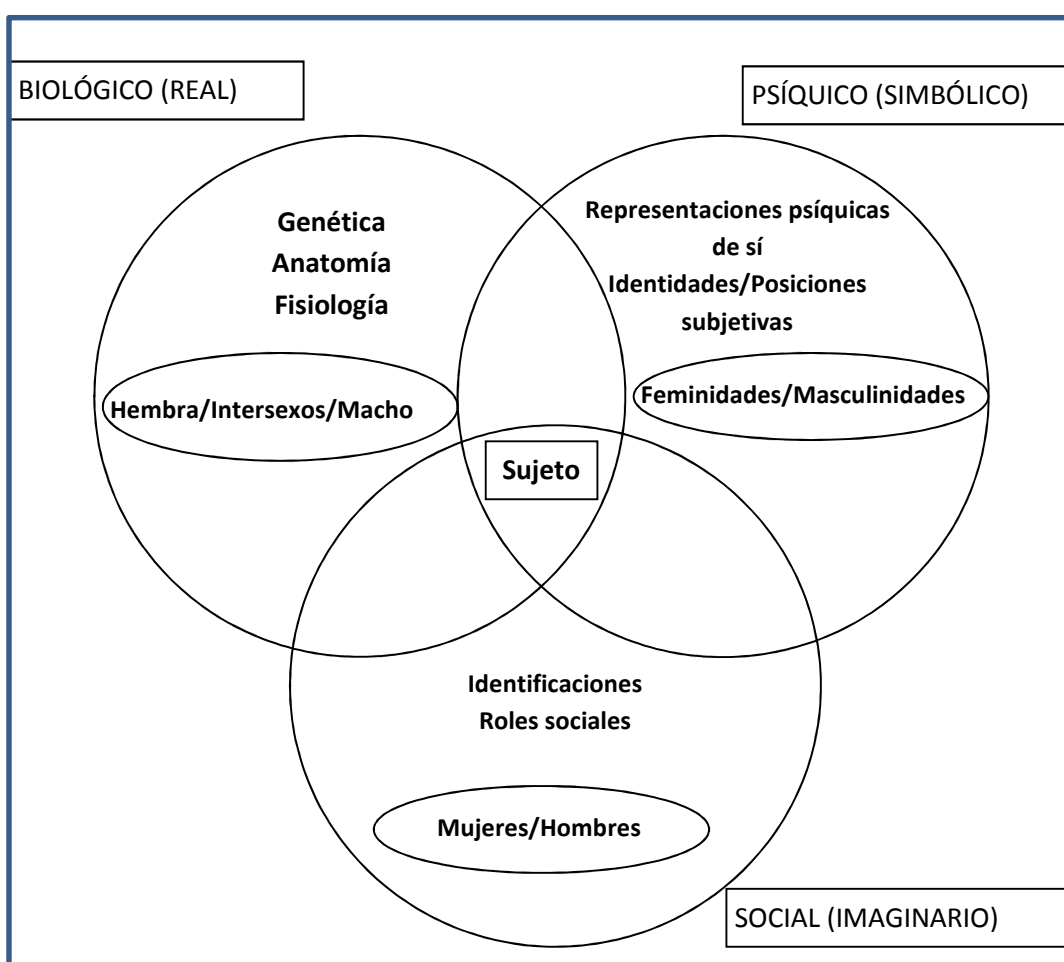 BIOLÓGICO (REAL)
PSÍQUICO (SIMBÓLICO)
Genética
Anatomía
Fisiología
Hembra/Intersexos/Macho
Representaciones psíquicas
de sí
Identidades/Posiciones
subjetivas
Feminidades/Masculinidades
Sujeto
Identificaciones
Roles sociales
Mujeres/Hombres
SOCIAL (IMAGINARIO)